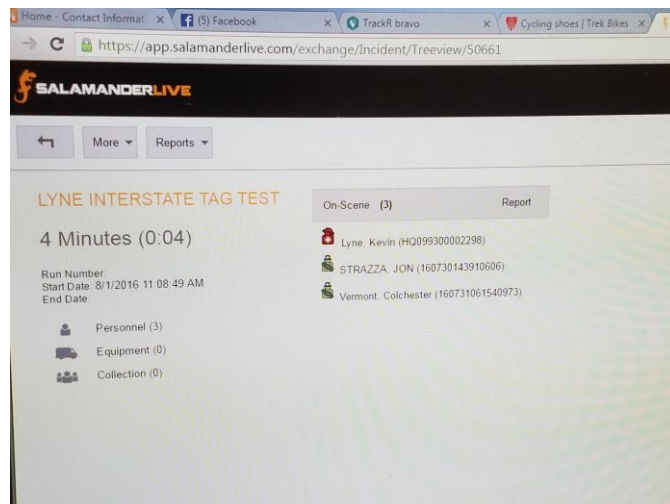 Home - Contact Informat
(5) Facebook
TrackR bravo
Cycling shoes | Trek Bikes
https://app.salamanderlive.com/exchange/Incident/Treeview/50661
SALAMANDERLIVE
More
Reports
LYNE INTERSTATE TAG TEST
4 Minutes (0:04)
Run Number:
Start Date: 8/1/2016 11:08:49 AM
End Date:
Personnel (3)
Equipment (0)
Collection (0)
On-Scene (3)
Report
Lyne, Kevin (HQ099300002298)
STRAZZA, JON (160730143910606)
Vermont, Colchester (160731061540973)